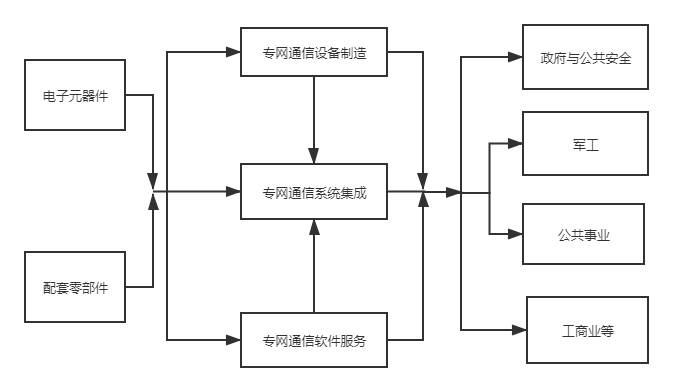 电子元器件
配套零部件
专网通信设备制造
专网通信系统集成
专网通信软件服务
政府与公共安全
军工
公共事业
工商业等